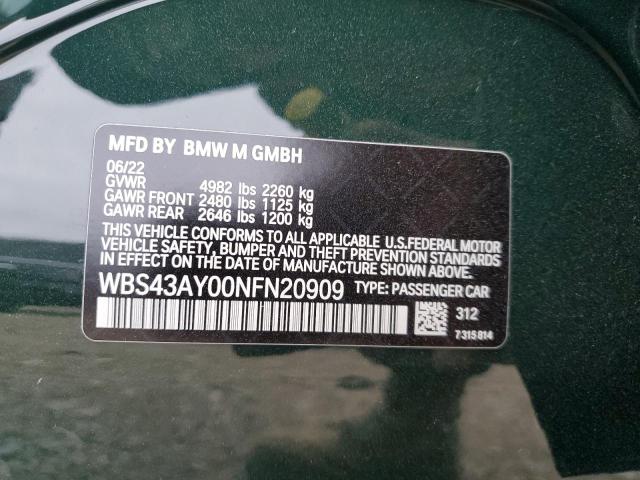 MFD BY BMW M GMBH
06/22
GVWR 4982 lbs 2260 kg
GAWR FRONT 2480 lbs 1125 kg
GAWR REAR 2646 lbs 1200 kg
THIS VEHICLE CONFORMS TO ALL APPLICABLE U.S.FEDERAL MOTOR
VEHICLE SAFETY, BUMPER AND THEFT PREVENTION STANDARDS
IN EFFECT ON THE DATE OF MANUFACTURE SHOWN ABOVE.
WBS43AY00NFN20909 TYPE: PASSENGER CAR
312
7315814